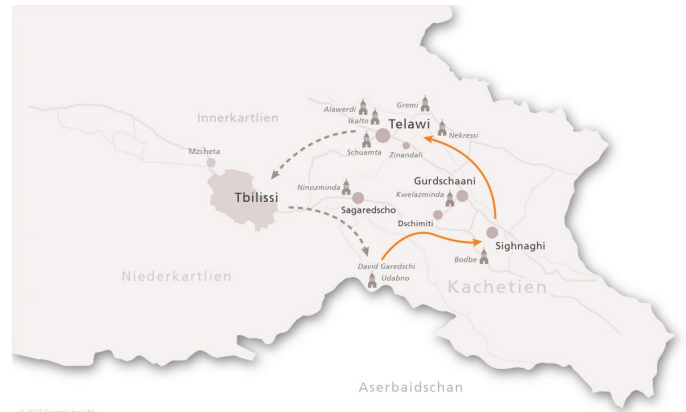 Alawerdi
Gremi
Ikalto
Innerkartlien
Telawi
Nekressi
Mzcheta
Schuamta
Zinandali
Gurdschaani
Ninozminda
Kwelazminda
Tbilissi
Sagaredscho
Dschimiti
Sighnaghi
Bodbe
David Garedschi
Udabno
Niederkartlien
Kachetien
Aserbaidschan